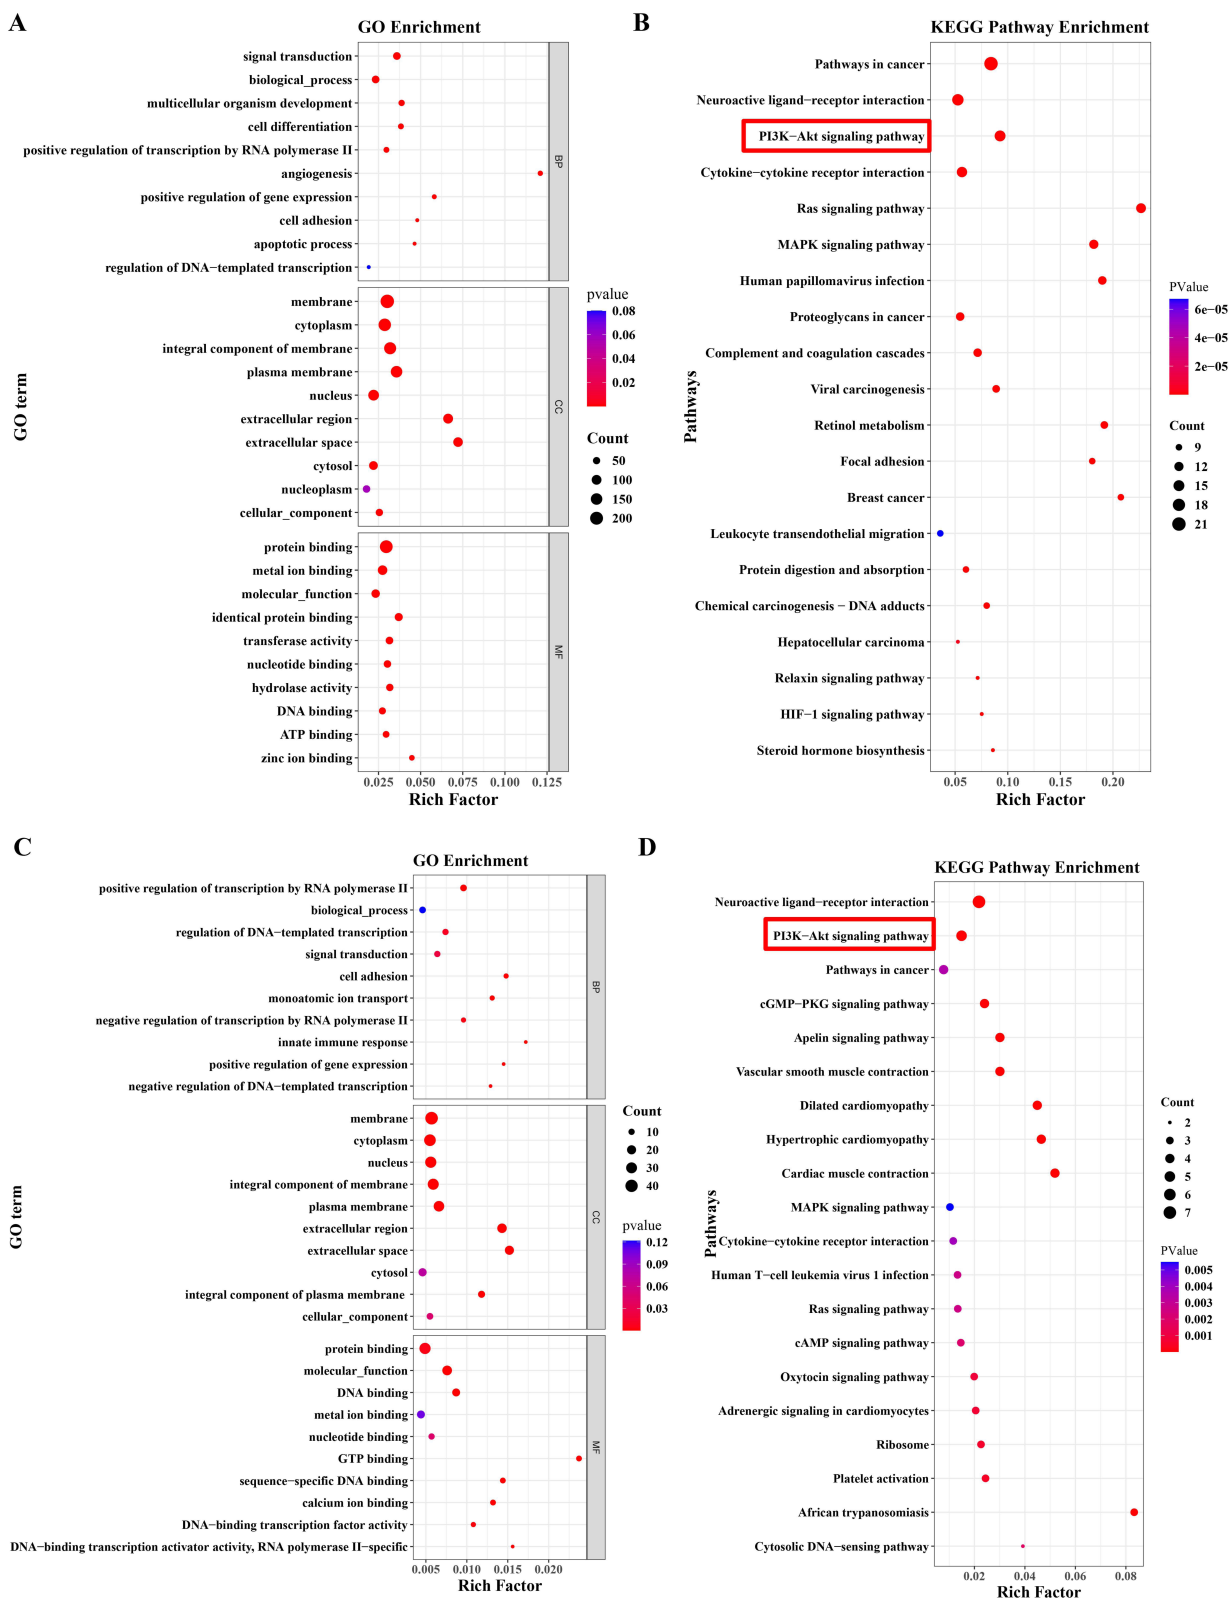 A
GO Enrichment
signal transduction
biological_process
multicellular organism development
cell differentiation
positive regulation of transcription by RNA polymerase II
angiogenesis
positive regulation of gene expression
cell adhesion
apoptotic process
regulation of DNA−templated transcription
BP
membrane
cytoplasm
integral component of membrane
plasma membrane
nucleus
extracellular region
extracellular space
cytosol
nucleoplasm
cellular_component
CC
protein binding
metal ion binding
molecular_function
identical protein binding
transferase activity
nucleotide binding
hydrolase activity
DNA binding
ATP binding
zinc ion binding
MF
GO term
0.025 0.050 0.075 0.100 0.125
Rich Factor
pvalue
0.08
0.06
0.04
0.02
Count
50
100
150
200
B
KEGG Pathway Enrichment
Pathways in cancer
Neuroactive ligand−receptor interaction
PI3K−Akt signaling pathway
Cytokine−cytokine receptor interaction
Ras signaling pathway
MAPK signaling pathway
Human papillomavirus infection
Proteoglycans in cancer
Complement and coagulation cascades
Viral carcinogenesis
Retinol metabolism
Focal adhesion
Breast cancer
Leukocyte transendothelial migration
Protein digestion and absorption
Chemical carcinogenesis − DNA adducts
Hepatocellular carcinoma
Relaxin signaling pathway
HIF−1 signaling pathway
Steroid hormone biosynthesis
Pathways
0.05 0.10 0.15 0.20
Rich Factor
PValue
6e−05
4e−05
2e−05
Count
9
12
15
18
21
C
GO Enrichment
positive regulation of transcription by RNA polymerase II
biological_process
regulation of DNA−templated transcription
signal transduction
cell adhesion
monoatomic ion transport
negative regulation of transcription by RNA polymerase II
innate immune response
positive regulation of gene expression
negative regulation of DNA−templated transcription
BP
membrane
cytoplasm
nucleus
integral component of membrane
plasma membrane
extracellular region
extracellular space
cytosol
integral component of plasma membrane
cellular_component
CC
protein binding
molecular_function
DNA binding
metal ion binding
nucleotide binding
GTP binding
sequence−specific DNA binding
calcium ion binding
DNA−binding transcription factor activity
DNA−binding transcription activator activity, RNA polymerase II−specific
MF
GO term
0.005 0.010 0.015 0.020
Rich Factor
Count
10
20
30
40
pvalue
0.12
0.09
0.06
0.03
D
KEGG Pathway Enrichment
Neuroactive ligand−receptor interaction
PI3K−Akt signaling pathway
Pathways in cancer
cGMP−PKG signaling pathway
Apelin signaling pathway
Vascular smooth muscle contraction
Dilated cardiomyopathy
Hypertrophic cardiomyopathy
Cardiac muscle contraction
MAPK signaling pathway
Cytokine−cytokine receptor interaction
Human T−cell leukemia virus 1 infection
Ras signaling pathway
cAMP signaling pathway
Oxytocin signaling pathway
Adrenergic signaling in cardiomyocytes
Ribosome
Platelet activation
African trypanosomiasis
Cytosolic DNA−sensing pathway
Pathways
0.02 0.04 0.06 0.08
Rich Factor
Count
2
3
4
5
6
7
PValue
0.005
0.004
0.003
0.002
0.001